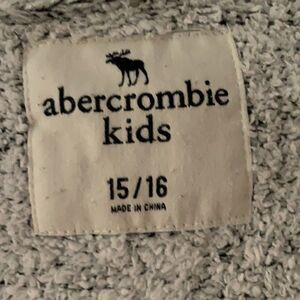 abercrombie
kids
15/16
MADE IN CHINA